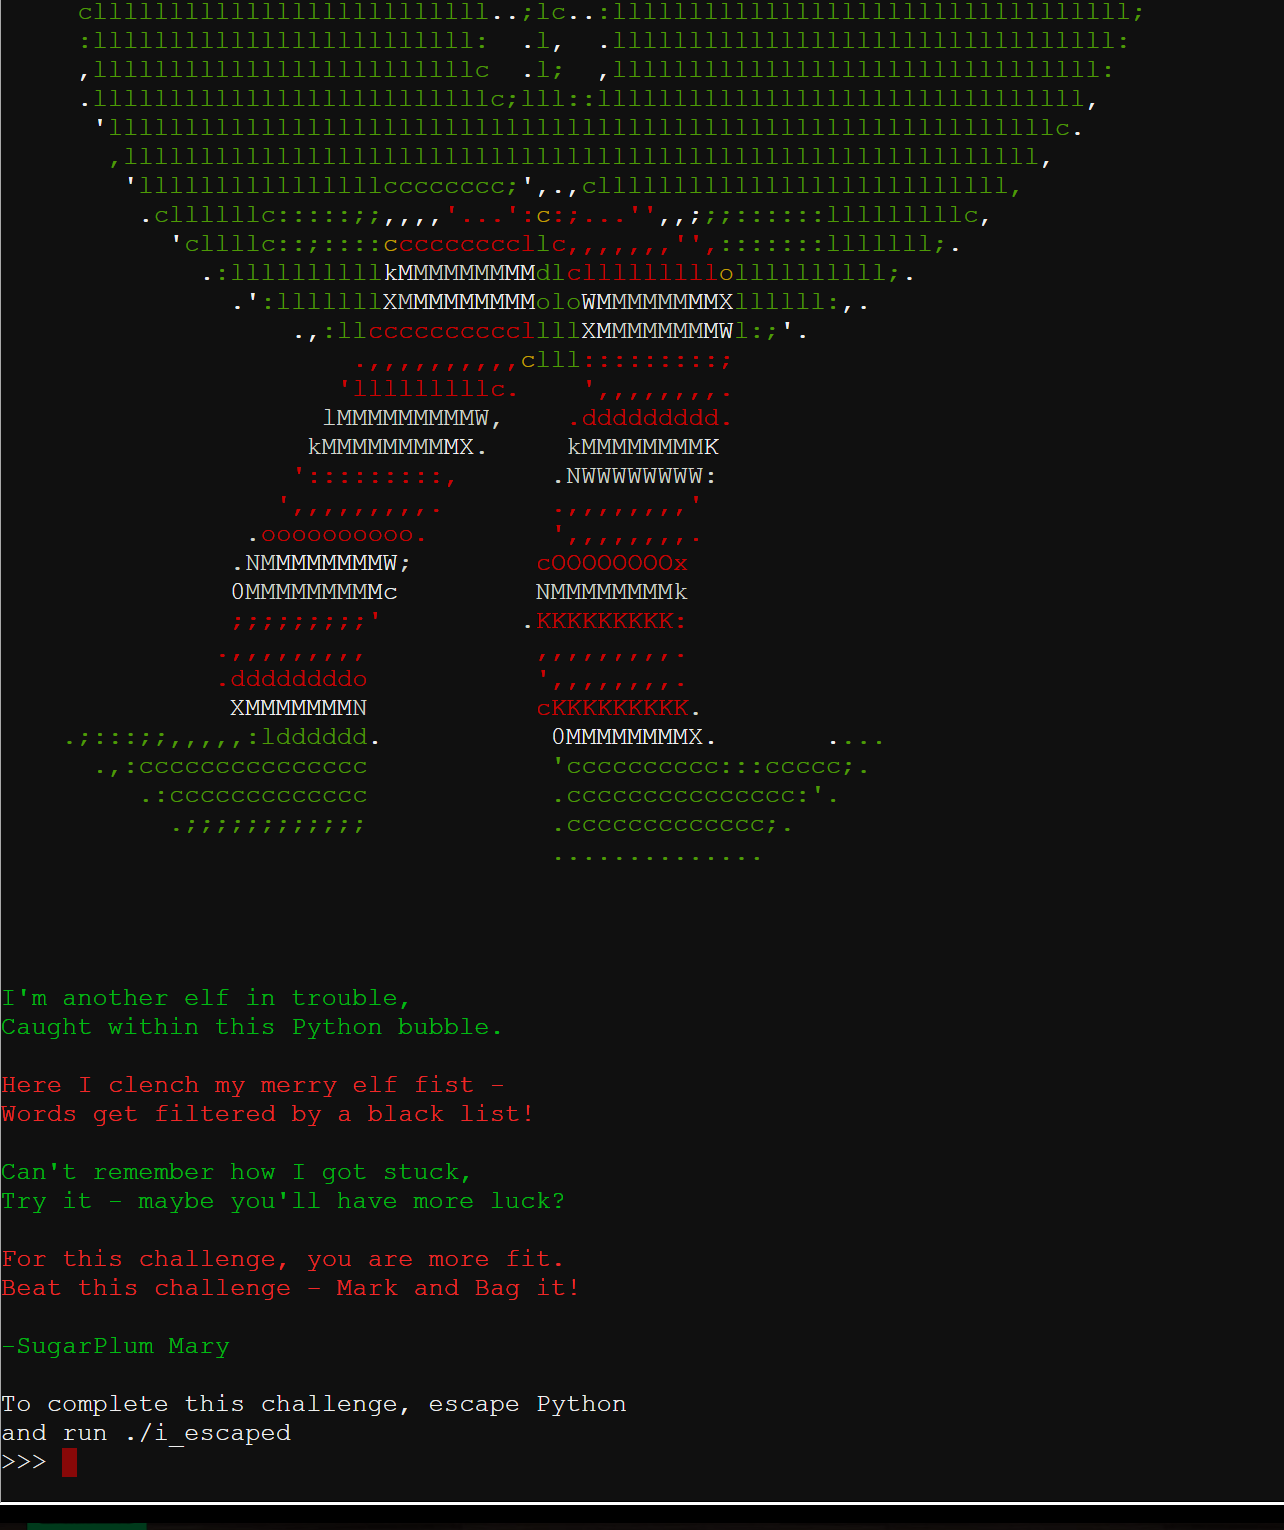 I'm another elf in trouble,
Caught within this Python bubble.
Here I clench my merry elf fist -
Words get filtered by a black list!
Can't remember how I got stuck,
Try it - maybe you'll have more luck?
For this challenge, you are more fit.
Beat this challenge - Mark and Bag it!
-SugarPlum Mary
To complete this challenge, escape Python
and run ./i_escaped
>>>